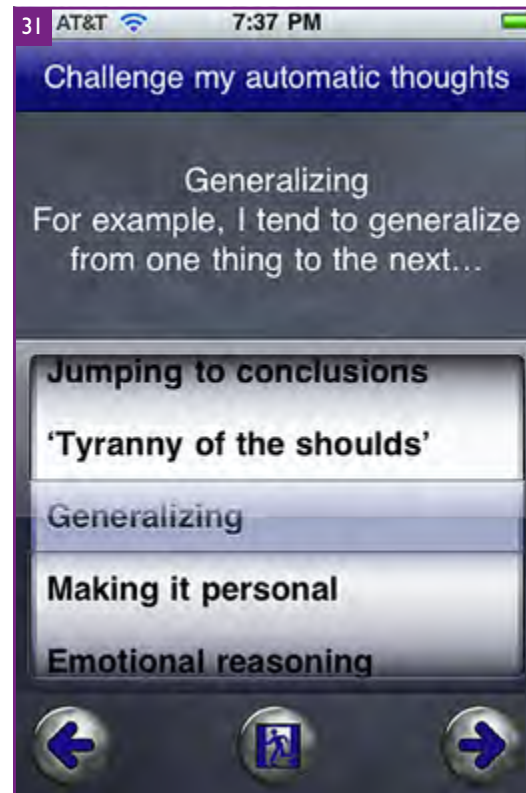 31 AT&T 7:37 PM
Challenge my automatic thoughts
Generalizing
For example, I tend to generalize
from one thing to the next...
Jumping to conclusions
‘Tyranny of the shoulds’
Generalizing
Making it personal
Emotional reasoning